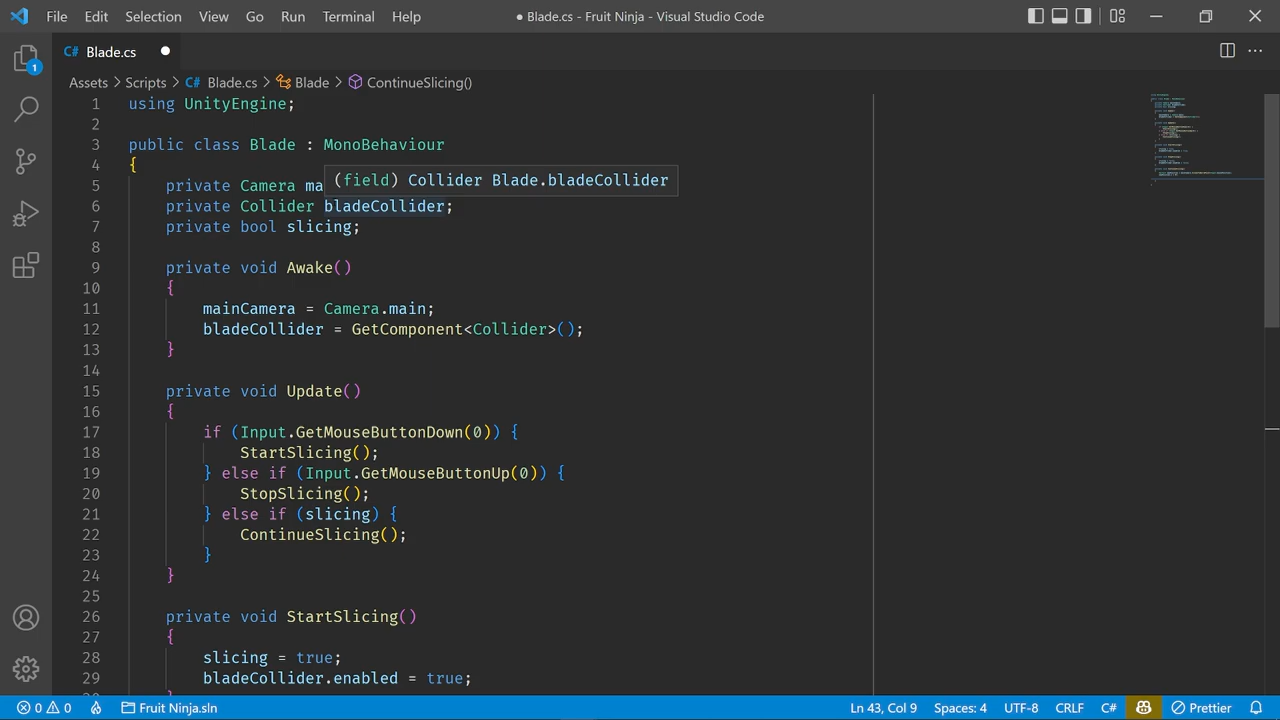 File Edit Selection View Go Run Terminal Help ● Blade.cs - Fruit Ninja - Visual Studio Code
C# Blade.cs ●
1
Assets > Scripts > C# Blade.cs > Blade > ContinueSlicing()
1 using UnityEngine;
2
3 public class Blade : MonoBehaviour
4 {
(field) Collider Blade.bladeCollider
5 private Camera ma
6 private Collider bladeCollider;
7 private bool slicing;
8
9 private void Awake()
10 {
11 mainCamera = Camera.main;
12 bladeCollider = GetComponent<Collider>();
13 }
14
15 private void Update()
16 {
17 if (Input.GetMouseButtonDown(0)) {
18 StartSlicing();
19 } else if (Input.GetMouseButtonUp(0)) {
20 StopSlicing();
21 } else if (slicing) {
22 ContinueSlicing();
23 }
24 }
25
26 private void StartSlicing()
27 {
28 slicing = true;
29 bladeCollider.enabled = true;
0 0 Fruit Ninja.sln Ln 43, Col 9 Spaces: 4 UTF-8 CRLF C# Prettier